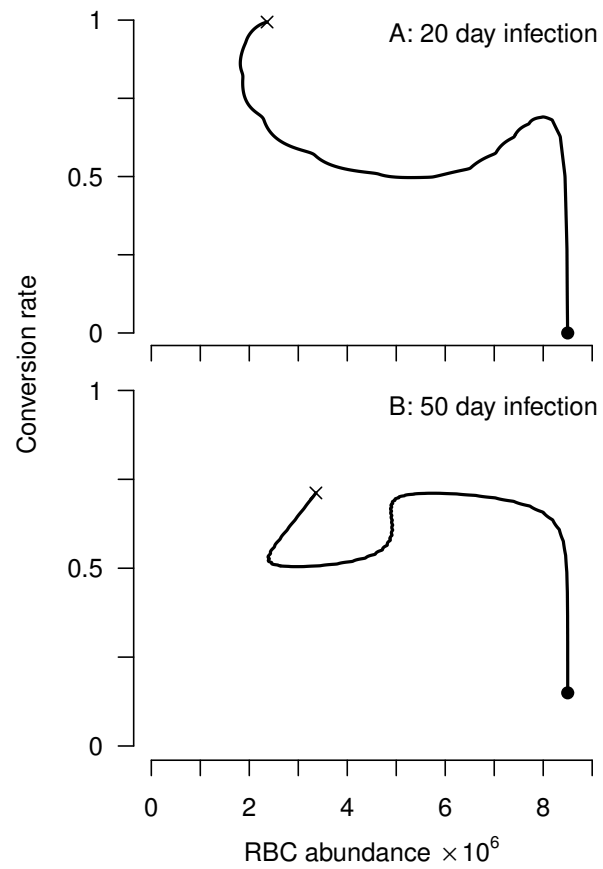 A: 20 day infection
1
0.5
0
Conversion rate
B: 50 day infection
1
0.5
0
0 2 4 6 8
RBC abundance ×10⁶